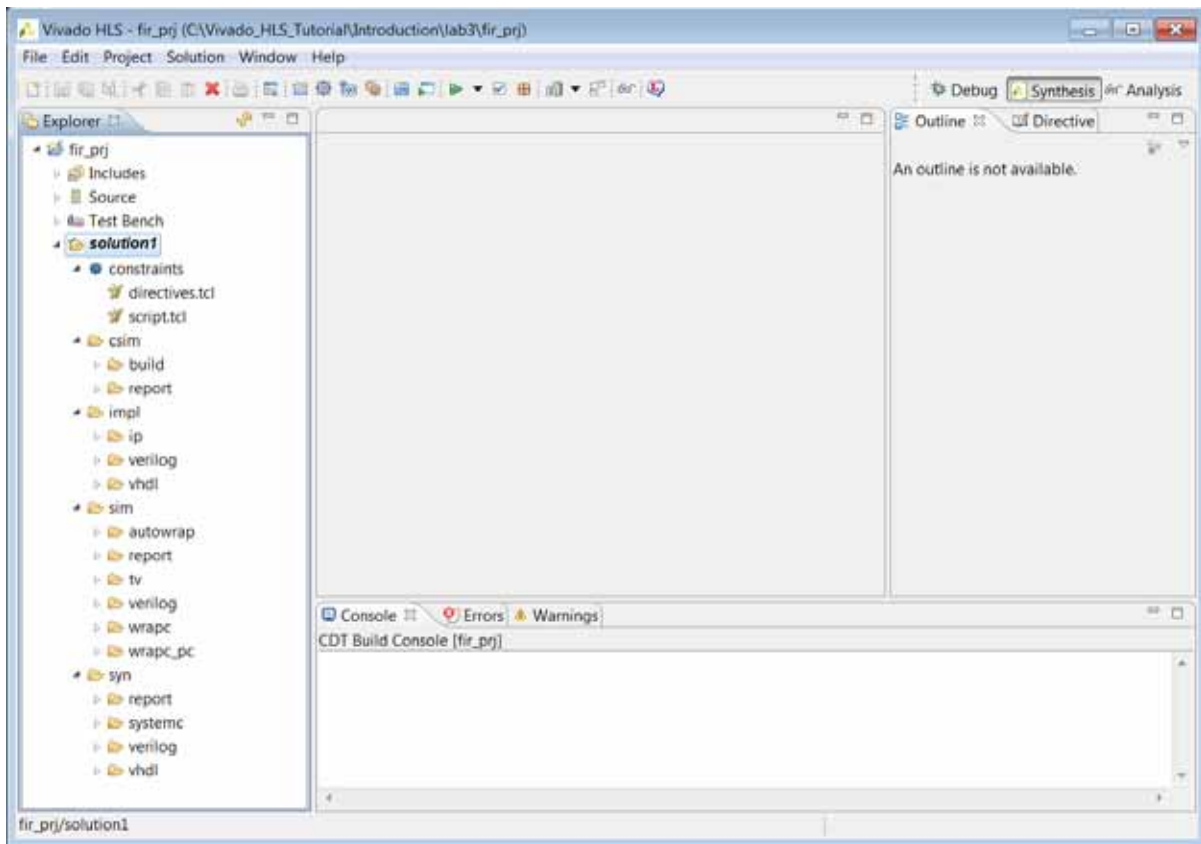 Vivado HLS - fir_prj (C:\Vivado_HLS_Tutorial\Introduction\lab3\fir_prj)
File Edit Project Solution Window Help
Debug Synthesis Analysis
Explorer
fir_prj
Includes
Source
Test Bench
solution1
constraints
directives.tcl
script.tcl
csim
build
report
impl
ip
verilog
vhdl
sim
autowrap
report
tv
verilog
wrapc
wrapc_pc
syn
report
systemc
verilog
vhdl
Outline Directive
An outline is not available.
Console Errors Warnings
CDT Build Console [fir_prj]
fir_prj/solution1